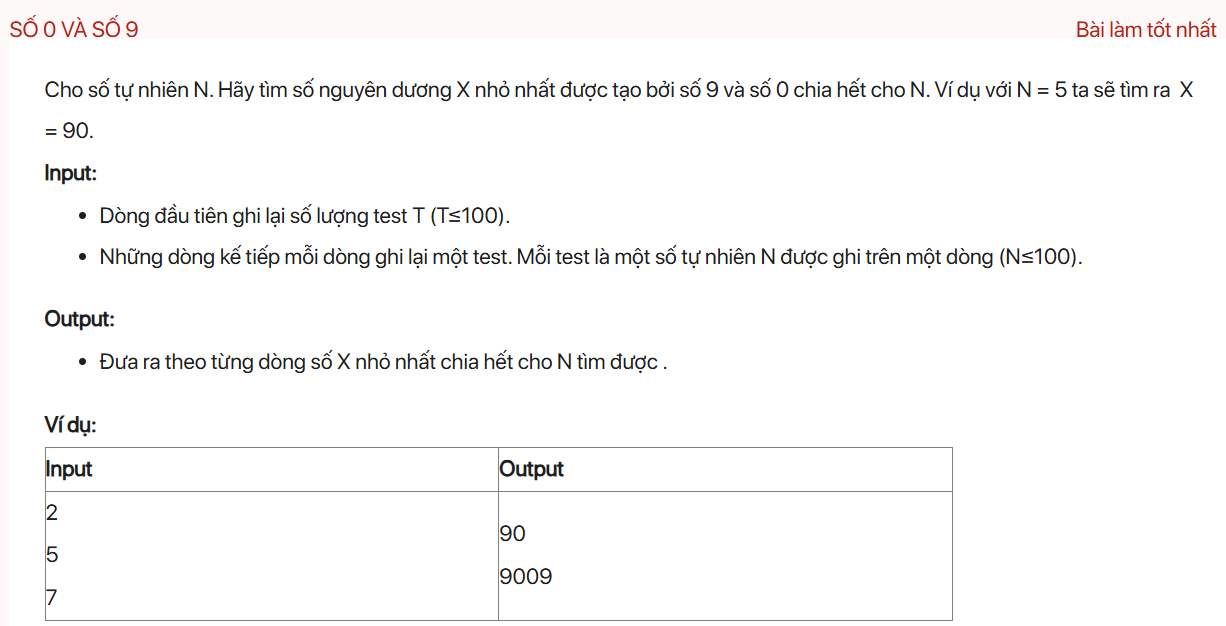 SỐ 0 VÀ SỐ 9
Bài làm tốt nhất
Cho số tự nhiên N. Hãy tìm số nguyên dương X nhỏ nhất được tạo bởi số 9 và số 0 chia hết cho N. Ví dụ với N = 5 ta sẽ tìm ra X
= 90.
Input:
• Dòng đầu tiên ghi lại số lượng test T (T≤100).
• Những dòng kế tiếp mỗi dòng ghi lại một test. Mỗi test là một số tự nhiên N được ghi trên một dòng (N≤100).
Output:
• Đưa ra theo từng dòng số X nhỏ nhất chia hết cho N tìm được .
Ví dụ:
Input
Output
2
5
7
90
9009